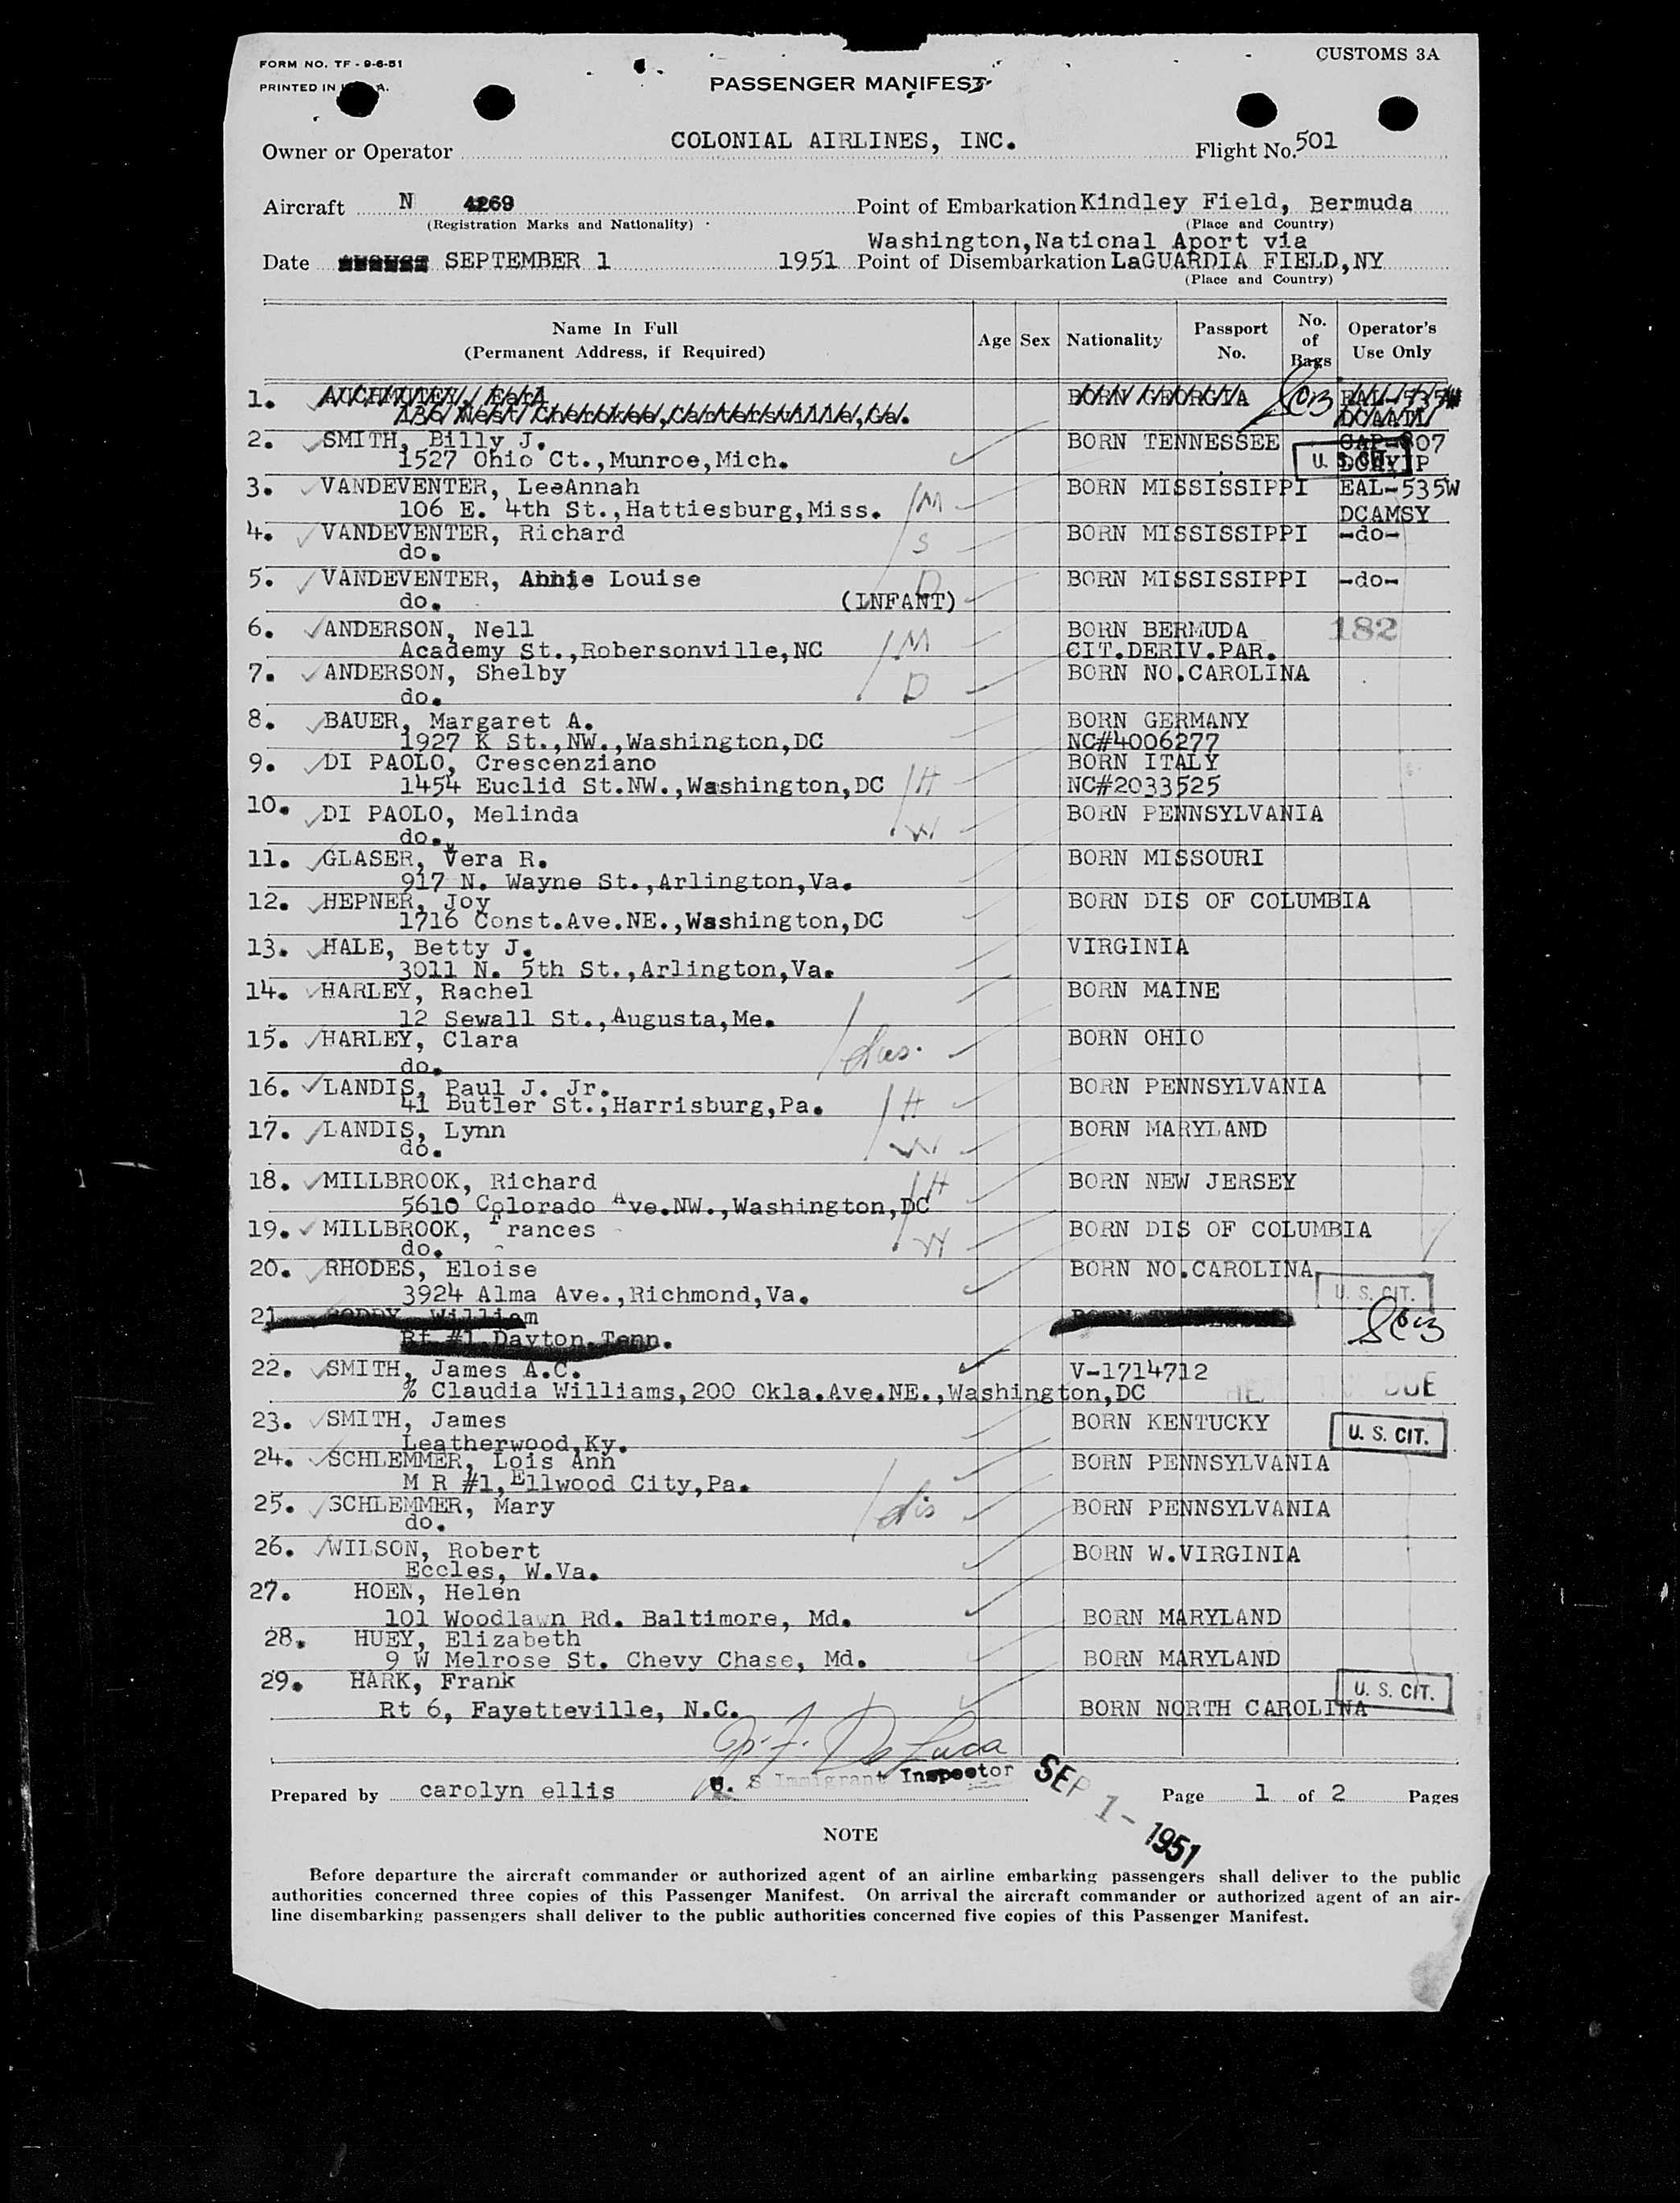 FORM NO. TF - 9-6-51
CUSTOMS 3A
PRINTED IN
PASSENGER MANIFEST
Owner or Operator COLONIAL AIRLINES, INC. Flight No. 501
Aircraft N 4269 Point of Embarkation Kindley Field, Bermuda
(Registration Marks and Nationality) (Place and Country)
Washington,National Aport via
Date SEPTEMBER 1 1951 Point of Disembarkation LaGUARDIA FIELD,NY
(Place and Country)
Name In Full (Permanent Address, if Required) Age Sex Nationality Passport No. No. of Bags Operator's Use Only
1. BORN GEORGIA
136 West Cherokee,Cartersville,Ga.
2. SMITH, Billy J. BORN TENNESSEE
1527 Ohio Ct.,Munroe,Mich. U. S. CIT.
3. VANDEVENTER, LeeAnnah BORN MISSISSIPPI EAL-535W
106 E. 4th St.,Hattiesburg,Miss. M DCAMSY
4. VANDEVENTER, Richard BORN MISSISSIPPI -do-
do. S
5. VANDEVENTER, Annie Louise D BORN MISSISSIPPI -do-
do. (INFANT)
6. ANDERSON, Nell BORN BERMUDA 182
Academy St.,Robersonville,NC M CIT.DERIV.PAR.
7. ANDERSON, Shelby BORN NO.CAROLINA
do. D
8. BAUER, Margaret A. BORN GERMANY
1927 K St.,NW.,Washington,DC NC#4006277
9. DI PAOLO, Crescenziano BORN ITALY
1454 Euclid St.NW.,Washington,DC H NC#2033525
10. DI PAOLO, Melinda BORN PENNSYLVANIA
do. W
11. GLASER, Vera R. BORN MISSOURI
917 N. Wayne St.,Arlington,Va.
12. HEPNER, Joy BORN DIS OF COLUMBIA
1716 Const.Ave.NE.,Washington,DC
13. HALE, Betty J. VIRGINIA
3011 N. 5th St.,Arlington,Va.
14. HARLEY, Rachel BORN MAINE
12 Sewall St.,Augusta,Me.
15. HARLEY, Clara BORN OHIO
do.
16. LANDIS, Paul J. Jr. BORN PENNSYLVANIA
41 Butler St.,Harrisburg,Pa. H
17. LANDIS, Lynn BORN MARYLAND
do. W
18. MILLBROOK, Richard H BORN NEW JERSEY
5610 Colorado Ave.NW.,Washington,DC
19. MILLBROOK, Frances BORN DIS OF COLUMBIA
do. W
20. RHODES, Eloise BORN NO.CAROLINA
3924 Alma Ave.,Richmond,Va. U. S. CIT.
21 William
Rt #1 Dayton,Tenn.
22. SMITH, James A.C. V-1714712
% Claudia Williams,200 Okla.Ave.NE.,Washington,DC DUE
23. SMITH, James BORN KENTUCKY
Leatherwood,Ky. U. S. CIT.
24. SCHLEMMER, Lois Ann BORN PENNSYLVANIA
M R #1,Ellwood City,Pa.
25. SCHLEMMER, Mary BORN PENNSYLVANIA
do. dis
26. WILSON, Robert BORN W.VIRGINIA
Eccles, W.Va.
27. HOEN, Helen
101 Woodlawn Rd. Baltimore, Md. BORN MARYLAND
28. HUEY, Elizabeth
9 W Melrose St. Chevy Chase, Md. BORN MARYLAND
29. HARK, Frank U. S. CIT.
Rt 6, Fayetteville, N.C. BORN NORTH CAROLINA
De Luca
U. S Immigrant Inspector
SEP 1- 1951
Prepared by carolyn ellis Page 1 of 2 Pages
NOTE
Before departure the aircraft commander or authorized agent of an airline embarking passengers shall deliver to the public
authorities concerned three copies of this Passenger Manifest. On arrival the aircraft commander or authorized agent of an air-
line disembarking passengers shall deliver to the public authorities concerned five copies of this Passenger Manifest.